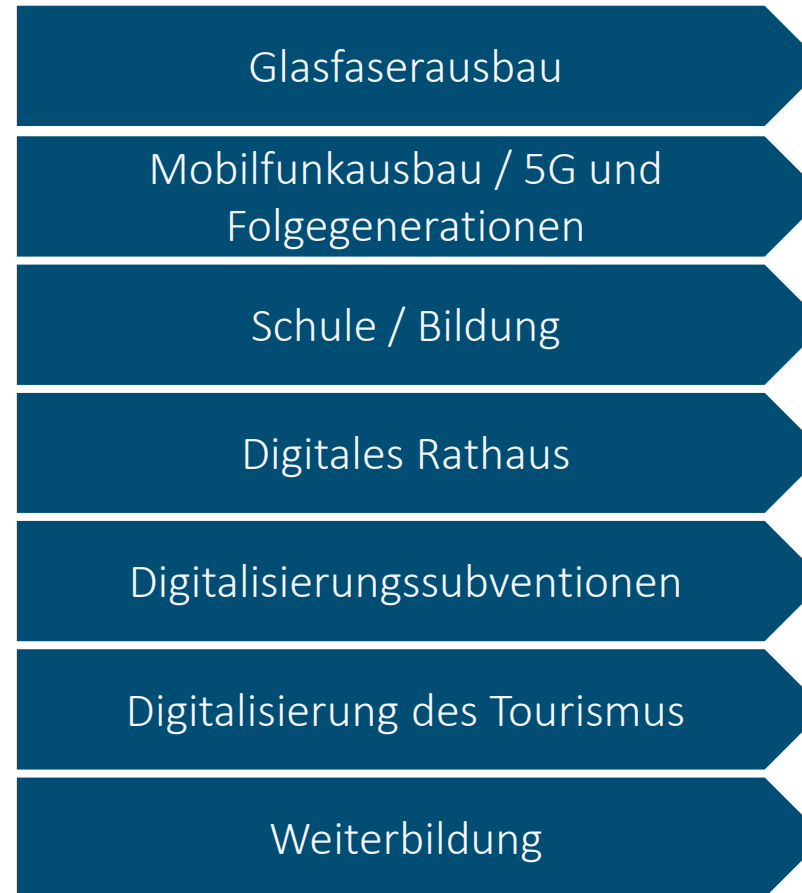 Glasfaserausbau
Mobilfunkausbau / 5G und
Folgegenerationen
Schule / Bildung
Digitales Rathaus
Digitalisierungssubventionen
Digitalisierung des Tourismus
Weiterbildung